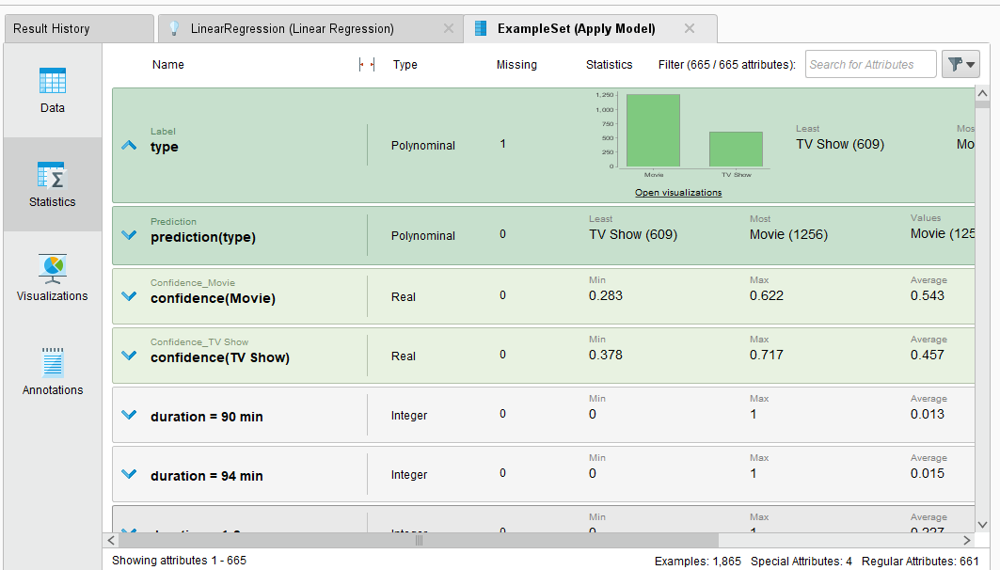 Result History
LinearRegression (Linear Regression)
ExampleSet (Apply Model)
Name
Type
Missing
Statistics
Filter (665 / 665 attributes):
Search for Attributes
Data
Statistics
Visualizations
Annotations
Label
type
Polynominal
1
1,250
1,000
750
500
250
0
Movie
TV Show
Open visualizations
Least
TV Show (609)
Mos
Mo
Prediction
prediction(type)
Polynominal
0
Least
TV Show (609)
Most
Movie (1256)
Values
Movie (125
Confidence_Movie
confidence(Movie)
Real
0
Min
0.283
Max
0.622
Average
0.543
Confidence_TV Show
confidence(TV Show)
Real
0
Min
0.378
Max
0.717
Average
0.457
duration = 90 min
Integer
0
Min
0
Max
1
Average
0.013
duration = 94 min
Integer
0
Min
0
Max
1
Average
0.015
Min
Max
Average
Showing attributes 1 - 665
Examples: 1,865 Special Attributes: 4 Regular Attributes: 661